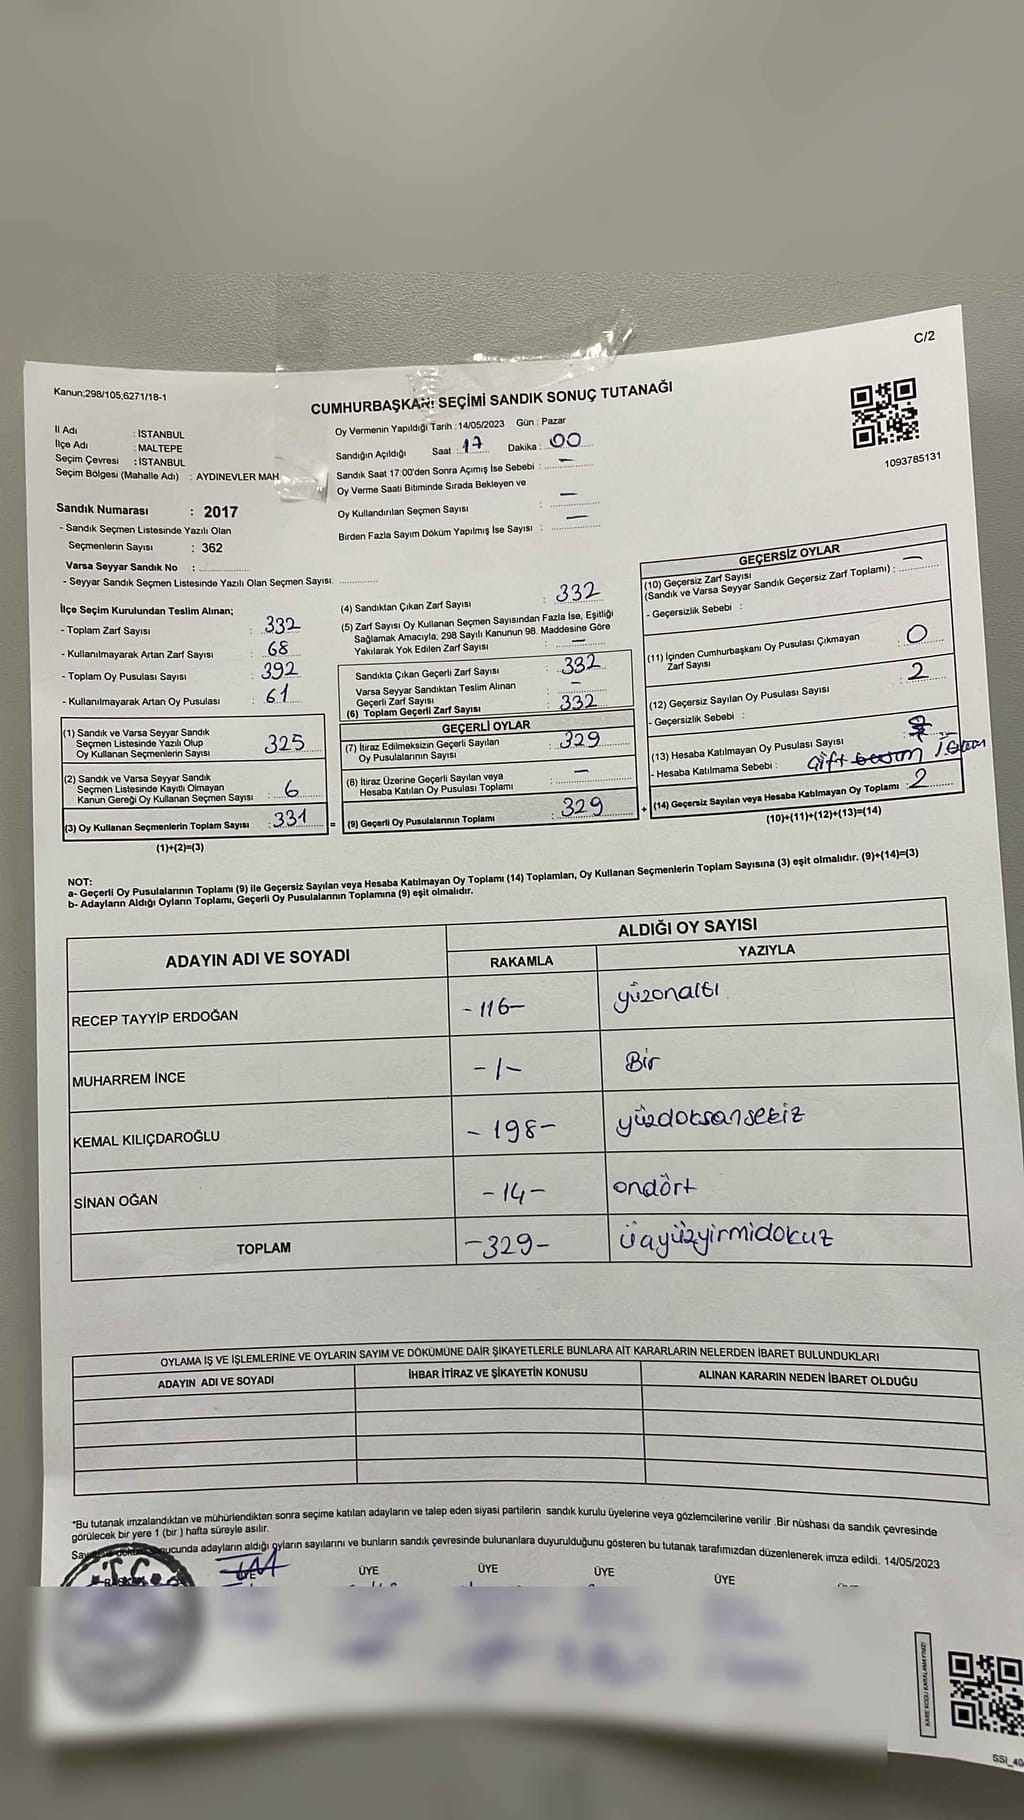 C/2
Kanun;298/105;6271/18-1
CUMHURBAŞKANI SEÇİMİ SANDIK SONUÇ TUTANAĞI
1093785131
İl Adı : İSTANBUL
İlçe Adı : MALTEPE
Seçim Çevresi : İSTANBUL
Seçim Bölgesi (Mahalle Adı) : AYDINEVLER MAH
Oy Vermenin Yapıldığı Tarih : 14/05/2023 Gün : Pazar
Sandığın Açıldığı Saat : 17 Dakika : 00
Sandık Saat 17:00'den Sonra Açımış İse Sebebi : —
Oy Verme Saati Bitiminde Sırada Bekleyen ve
Oy Kullandırılan Seçmen Sayısı : —
Birden Fazla Sayım Döküm Yapılmış İse Sayısı : —
Sandık Numarası : 2017
- Sandık Seçmen Listesinde Yazılı Olan
Seçmenlerin Sayısı : 362
Varsa Seyyar Sandık No :
- Seyyar Sandık Seçmen Listesinde Yazılı Olan Seçmen Sayısı:
İlçe Seçim Kurulundan Teslim Alınan;
- Toplam Zarf Sayısı : 332
- Kullanılmayarak Artan Zarf Sayısı : 68
- Toplam Oy Pusulası Sayısı : 392
- Kullanılmayarak Artan Oy Pusulası : 61
(1) Sandık ve Varsa Seyyar Sandık
Seçmen Listesinde Yazılı Olup
Oy Kullanan Seçmenlerin Sayısı 325
(2) Sandık ve Varsa Seyyar Sandık
Seçmen Listesinde Kayıtlı Olmayan
Kanun Gereği Oy Kullanan Seçmen Sayısı : 6
(3) Oy Kullanan Seçmenlerin Toplam Sayısı : 331
(1)+(2)=(3)
(4) Sandıktan Çıkan Zarf Sayısı : 332
(5) Zarf Sayısı Oy Kullanan Seçmen Sayısından Fazla İse, Eşitliği
Sağlamak Amacıyla; 298 Sayılı Kanunun 98. Maddesine Göre
Yakılarak Yok Edilen Zarf Sayısı : —
Sandıkta Çıkan Geçerli Zarf Sayısı : 332
Varsa Seyyar Sandıktan Teslim Alınan
Geçerli Zarf Sayısı : —
(6) Toplam Geçerli Zarf Sayısı : 332
GEÇERLİ OYLAR
(7) İtiraz Edilmeksizin Geçerli Sayılan
Oy Pusulalarının Sayısı : 329
(8) İtiraz Üzerine Geçerli Sayılan veya
Hesaba Katılan Oy Pusulası Toplamı : —
(9) Geçerli Oy Pusulalarının Toplamı : 329
GEÇERSİZ OYLAR
(10) Geçersiz Zarf Sayısı
(Sandık ve Varsa Seyyar Sandık Geçersiz Zarf Toplamı) : —
- Geçersizlik Sebebi :
(11) İçinden Cumhurbaşkanı Oy Pusulası Çıkmayan
Zarf Sayısı : 0
(12) Geçersiz Sayılan Oy Pusulası Sayısı : 2
- Geçersizlik Sebebi :
(13) Hesaba Katılmayan Oy Pusulası Sayısı :
- Hesaba Katılmama Sebebi : Çift
(14) Geçersiz Sayılan veya Hesaba Katılmayan Oy Toplamı : 2
(10)+(11)+(12)+(13)=(14)
NOT:
a- Geçerli Oy Pusulalarının Toplamı (9) ile Geçersiz Sayılan veya Hesaba Katılmayan Oy Toplamı (14) Toplamları, Oy Kullanan Seçmenlerin Toplam Sayısına (3) eşit olmalıdır. (9)+(14)=(3)
b- Adayların Aldığı Oyların Toplamı, Geçerli Oy Pusulalarının Toplamına (9) eşit olmalıdır.
ADAYIN ADI VE SOYADI ALDIĞI OY SAYISI
RAKAMLA YAZIYLA
RECEP TAYYİP ERDOĞAN -116- yüzonaltı
MUHARREM İNCE -1- Bir
KEMAL KILIÇDAROĞLU -198- yüzdoksansekiz
SİNAN OĞAN -14- ondört
TOPLAM -329- üçyüzyirmidokuz
OYLAMA İŞ VE İŞLEMLERİNE VE OYLARIN SAYIM VE DÖKÜMÜNE DAİR ŞİKAYETLERLE BUNLARA AİT KARARLARIN NELERDEN İBARET BULUNDUKLARI
ADAYIN ADI VE SOYADI İHBAR İTİRAZ VE ŞİKAYETİN KONUSU ALINAN KARARIN NEDEN İBARET OLDUĞU
*Bu tutanak imzalandıktan ve mühürlendikten sonra seçime katılan adayların ve talep eden siyasi partilerin sandık kurulu üyelerine veya gözlemcilerine verilir .Bir nüshası da sandık çevresinde
görülecek bir yere 1 (bir ) hafta süreyle asılır.
sonucunda adayların aldığı oyların sayılarını ve bunların sandık çevresinde bulunanlara duyurulduğunu gösteren bu tutanak tarafımızdan düzenlenerek imza edildi. 14/05/2023
T.C.
ÜYE ÜYE ÜYE ÜYE
KARE KODU KARALAMAYINIZ!
SSİ_40